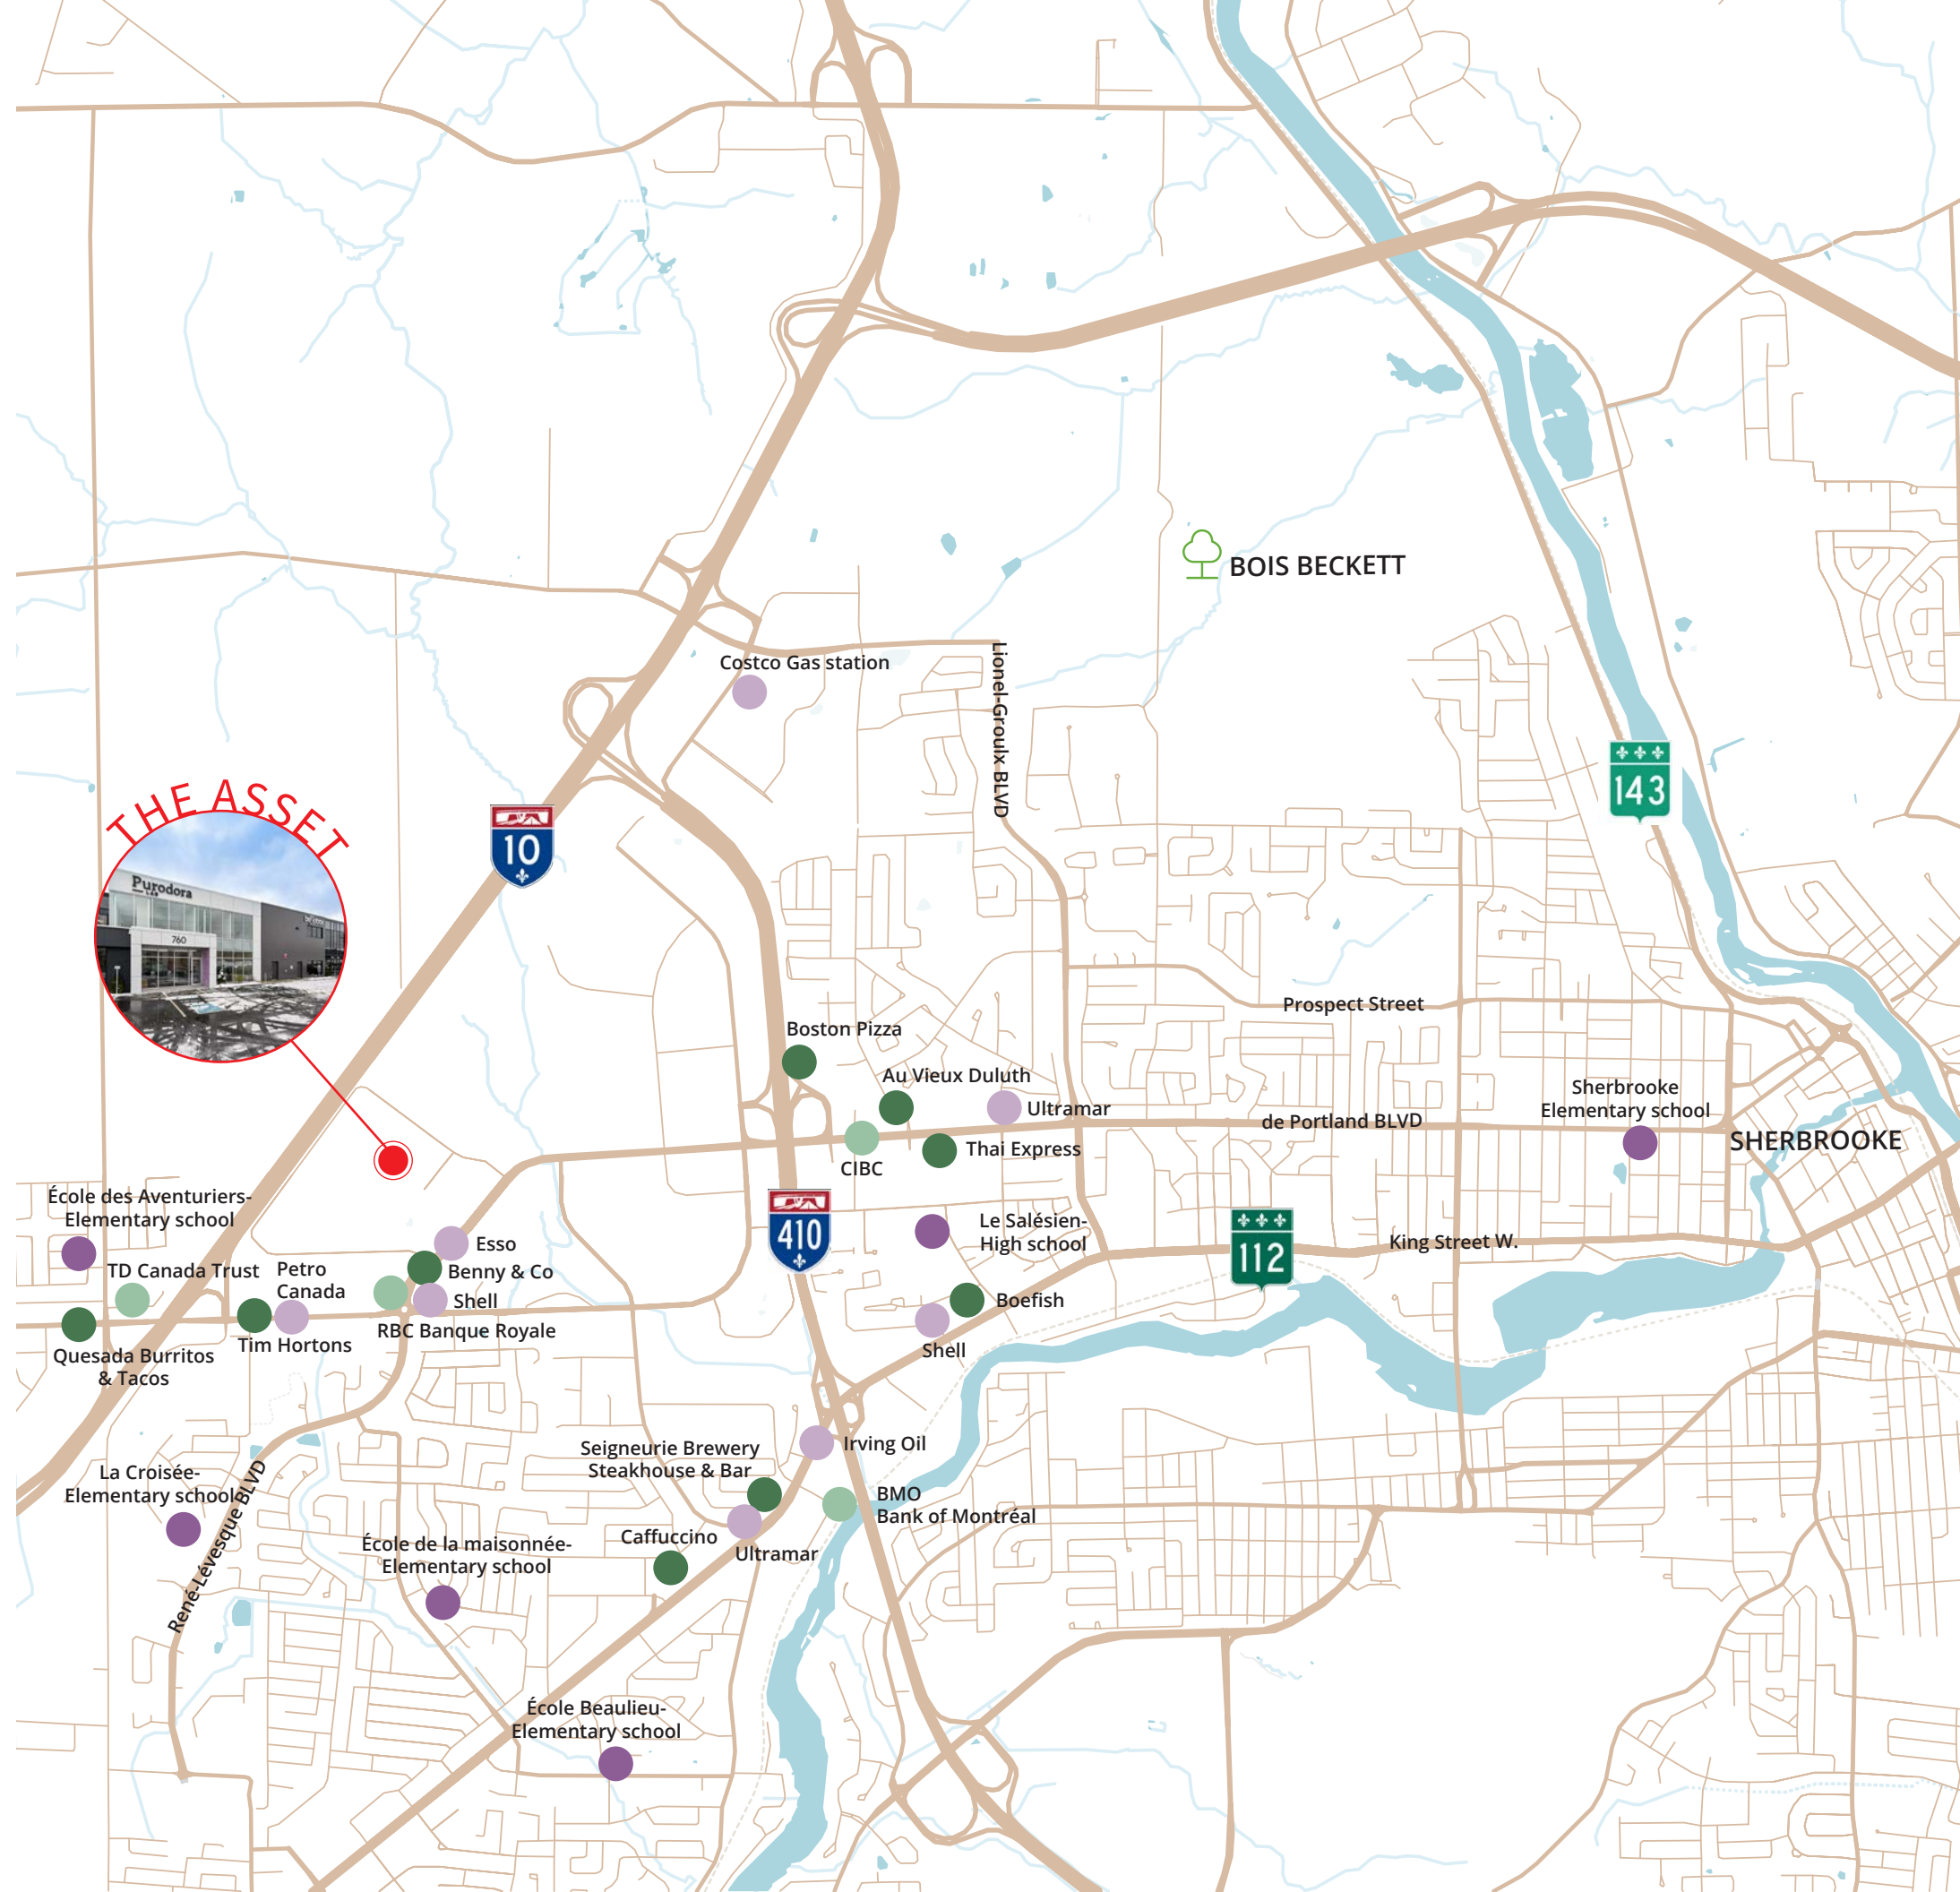 BOIS BECKETT
Costco Gas station
Lionel-Groulx BLVD
143
THE ASSET
10
Purodora
LAB
760
Prospect Street
Boston Pizza
Au Vieux Duluth
Ultramar
Sherbrooke
Elementary school
de Portland BLVD
Thai Express
CIBC
SHERBROOKE
École des Aventuriers-
Elementary school
410
Le Salésien-
High school
112
King Street W.
Esso
TD Canada Trust
Petro
Canada
Benny & Co
Shell
Boefish
RBC Banque Royale
Tim Hortons
Shell
Quesada Burritos
& Tacos
Irving Oil
Seigneurie Brewery
Steakhouse & Bar
La Croisée-
Elementary school
René-Lévesque BLVD
BMO
Bank of Montréal
École de la maisonnée-
Elementary school
Caffuccino
Ultramar
École Beaulieu-
Elementary school